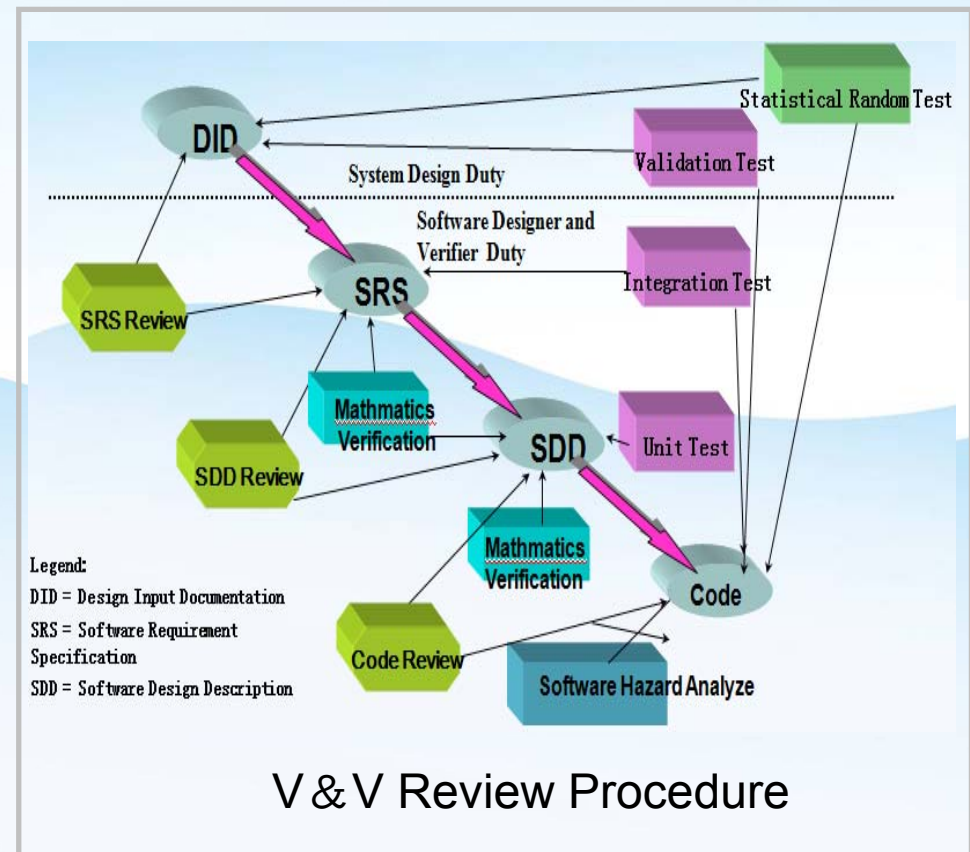 Statistical Random Test
DID
Validation Test
System Design Duty
Software Designer and
Verifier Duty
SRS
Integration Test
SRS Review
Mathmatics
Verification
SDD
Unit Test
SDD Review
Mathmatics
Verification
Code
Legend:
DID = Design Input Documentation
SRS = Software Requirement
Specification
SDD = Software Design Description
Code Review
Software Hazard Analyze
V&V Review Procedure